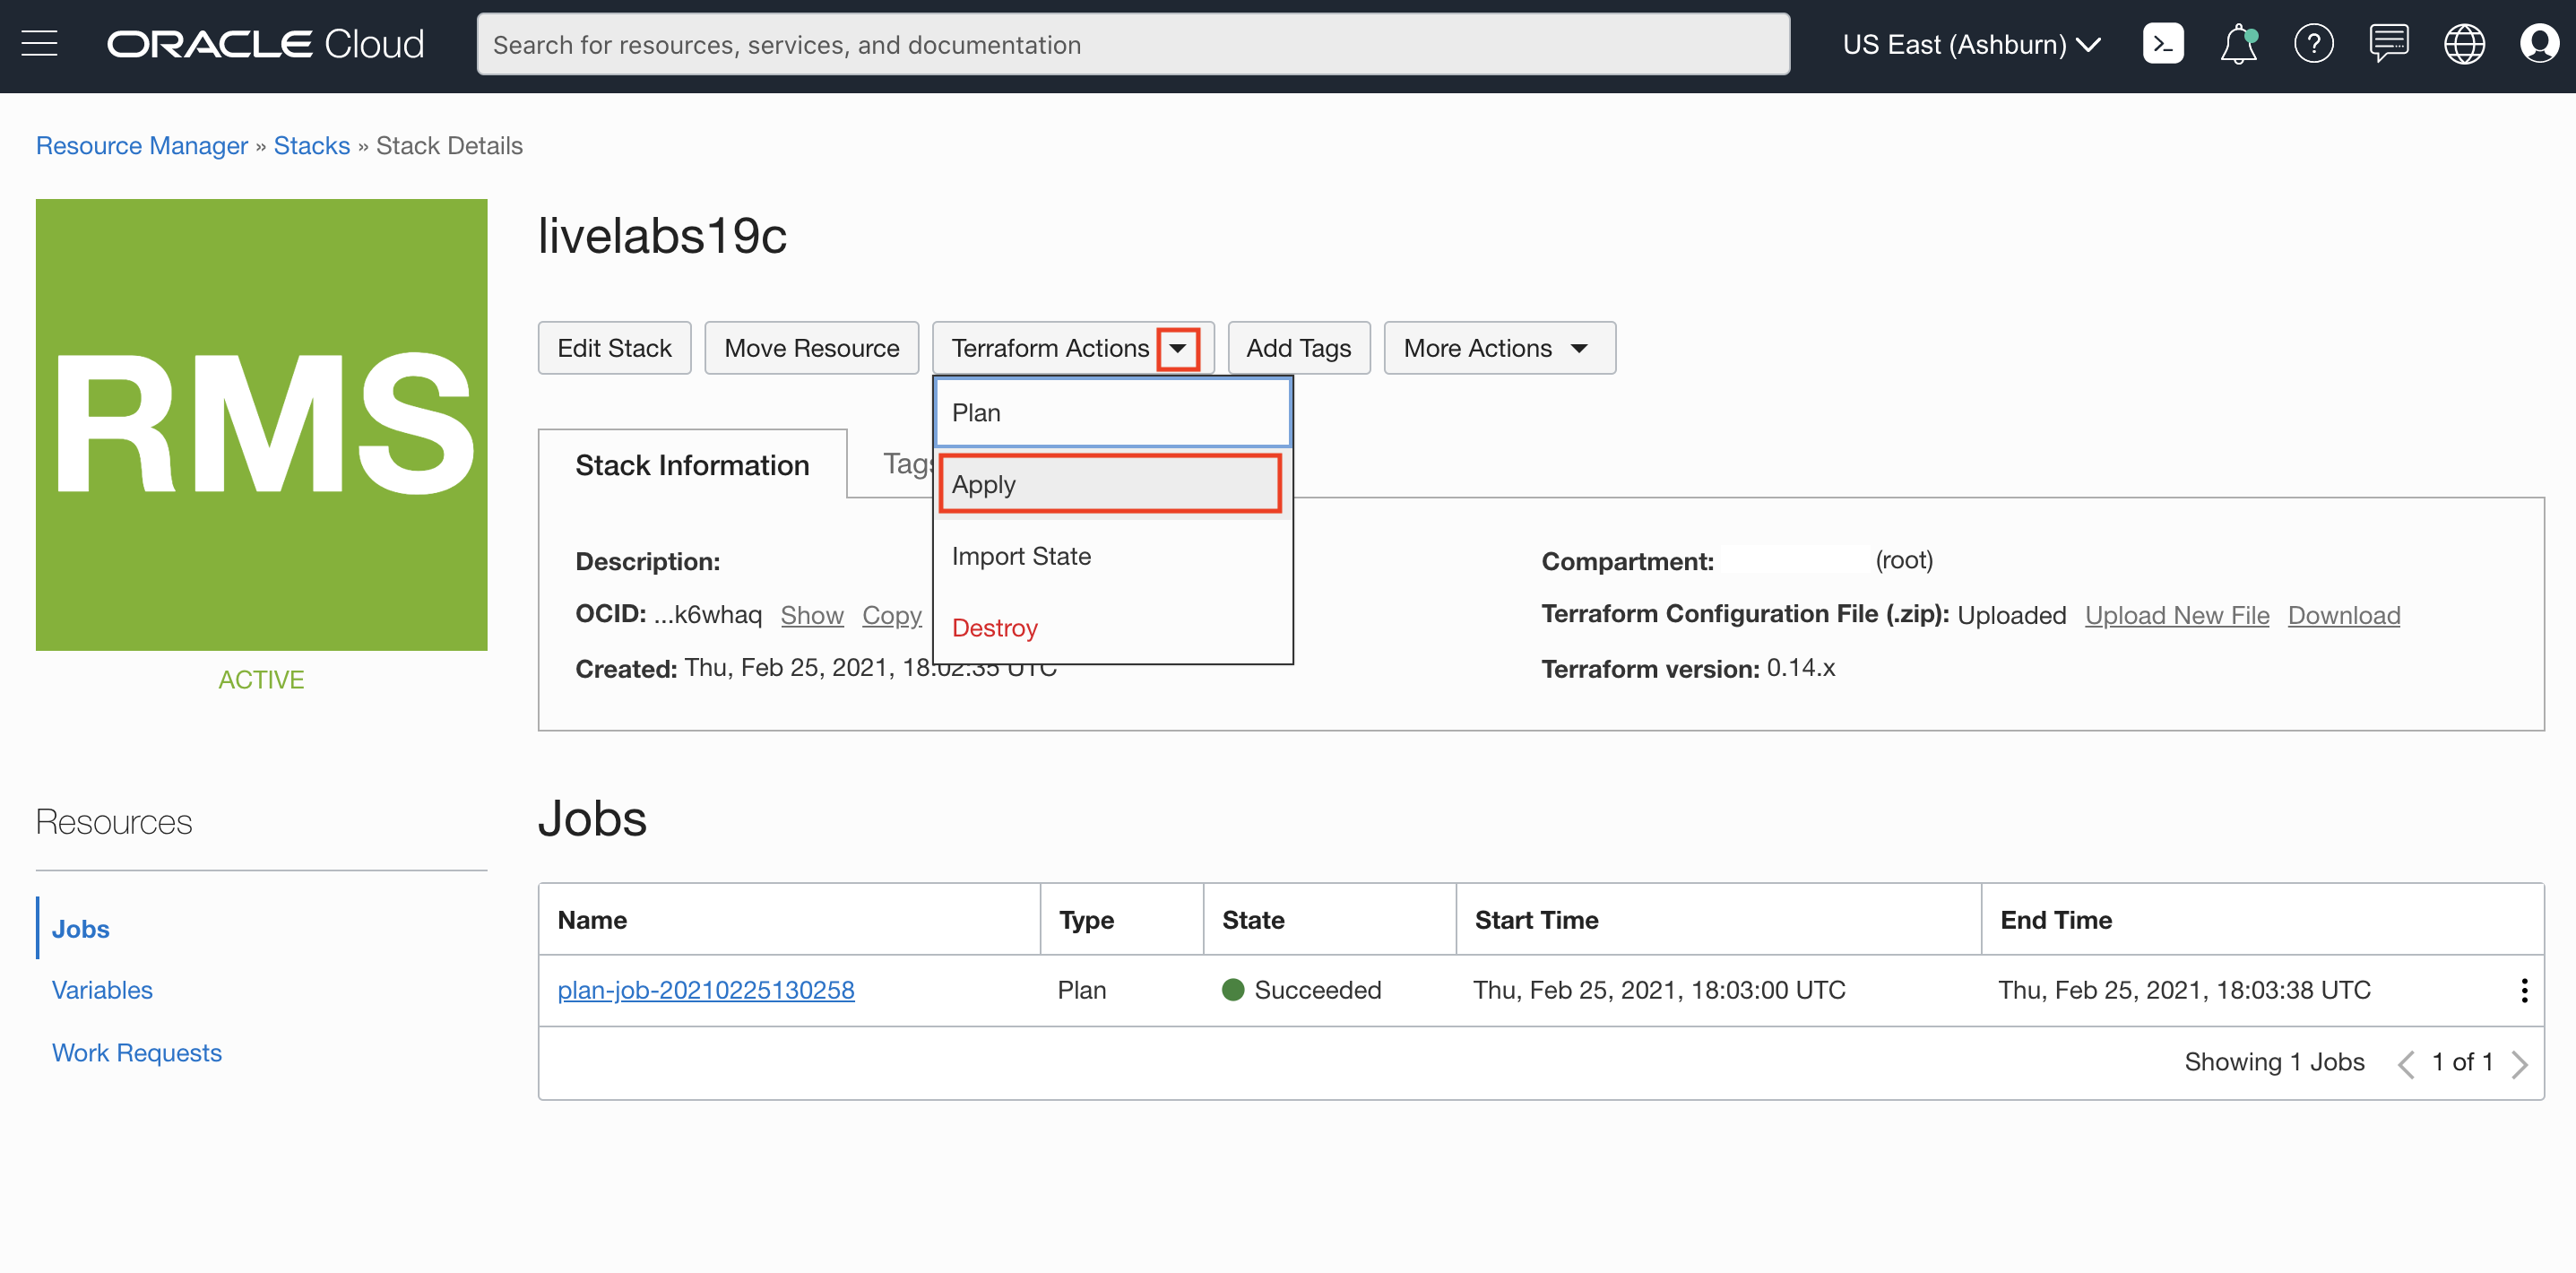 ORACLE Cloud
Search for resources, services, and documentation
US East (Ashburn)
Resource Manager » Stacks » Stack Details
RMS
ACTIVE
livelabs19c
Edit Stack
Move Resource
Terraform Actions
Add Tags
More Actions
Plan
Apply
Import State
Destroy
Stack Information
Tags
Description:
OCID: ...k6whaq Show Copy
Created: Thu, Feb 25, 2021, 18:02:35 UTC
Compartment: (root)
Terraform Configuration File (.zip): Uploaded Upload New File Download
Terraform version: 0.14.x
Resources
Jobs
Variables
Work Requests
Jobs
Name Type State Start Time End Time
plan-job-20210225130258 Plan Succeeded Thu, Feb 25, 2021, 18:03:00 UTC Thu, Feb 25, 2021, 18:03:38 UTC
Showing 1 Jobs 1 of 1